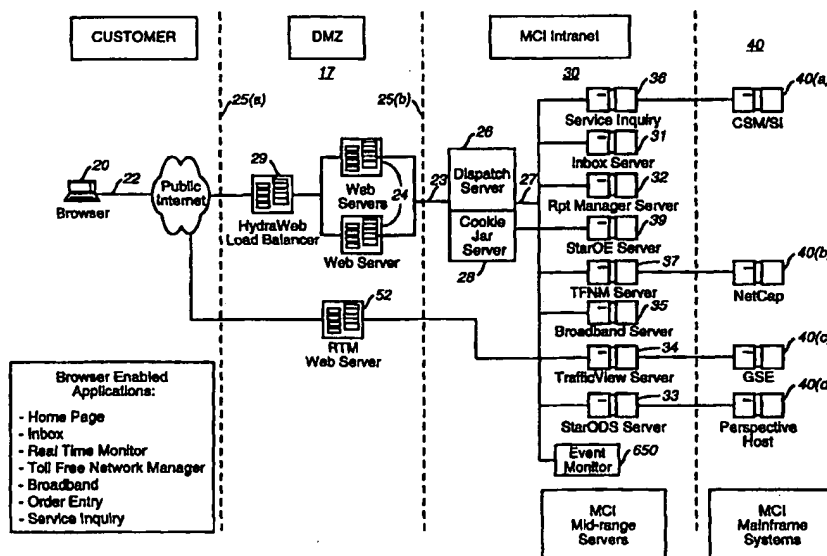 CUSTOMER
DMZ
MCI Intranet
40
17
30
40(a)
25(a)
25(b)
36
Service Inquiry
CSM/SI
26
31
Inbox Server
20
22
Public
Internet
29
Web
Servers
24
23
Dispatch
Server
27
32
Rpt Manager Server
Browser
HydraWeb
Load Balancer
Web Server
Cookie
Jar
Server
28
39
StarOE Server
40(b)
37
TFNM Server
NetCap
52
35
Broadband Server
40(c)
RTM
Web Server
34
TrafficView Server
GSE
40(d)
33
StarODS Server
Perspective
Host
Event
Monitor
650
Browser Enabled
Applications:
- Home Page
- Inbox
- Real Time Monitor
- Toll Free Network Manager
- Broadband
- Order Entry
- Service Inquiry
MCI
Mid-range
Servers
MCI
Mainframe
Systems